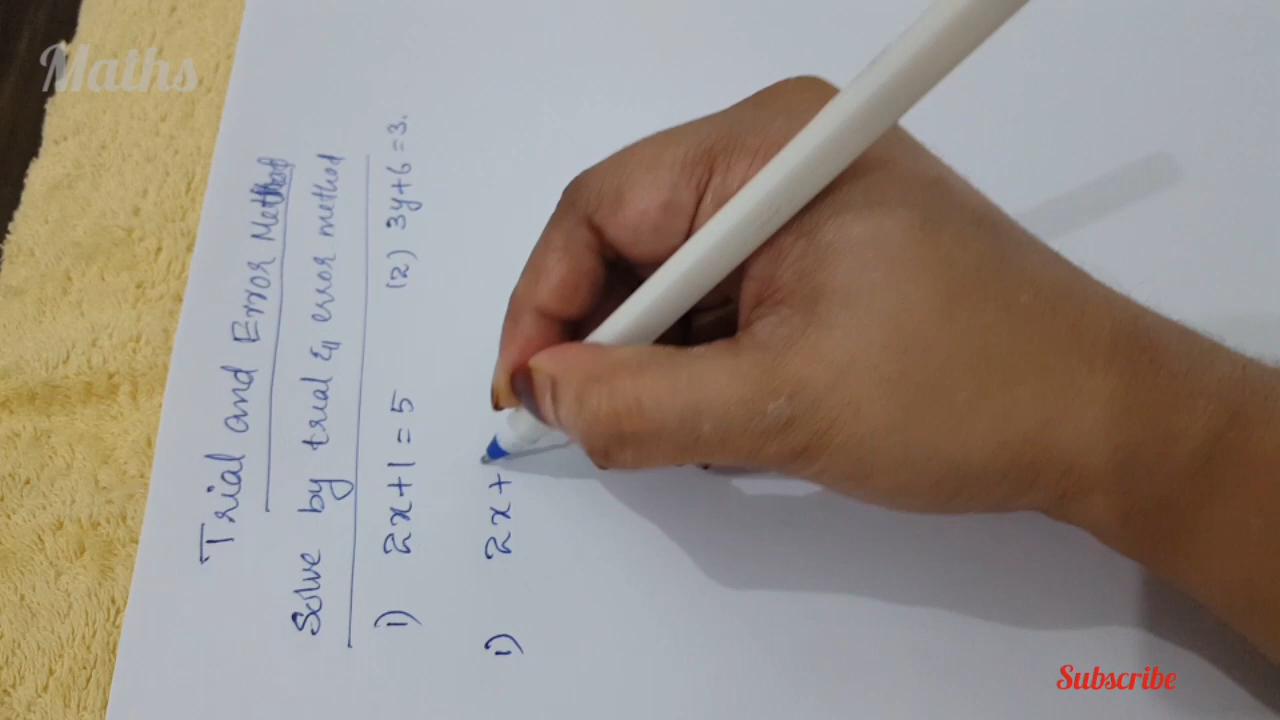 Maths
Trial and Error Method
Solve by trial & error method
1) 2x+1=5 (2) 3y+6=3.
1) 2x+
Subscribe